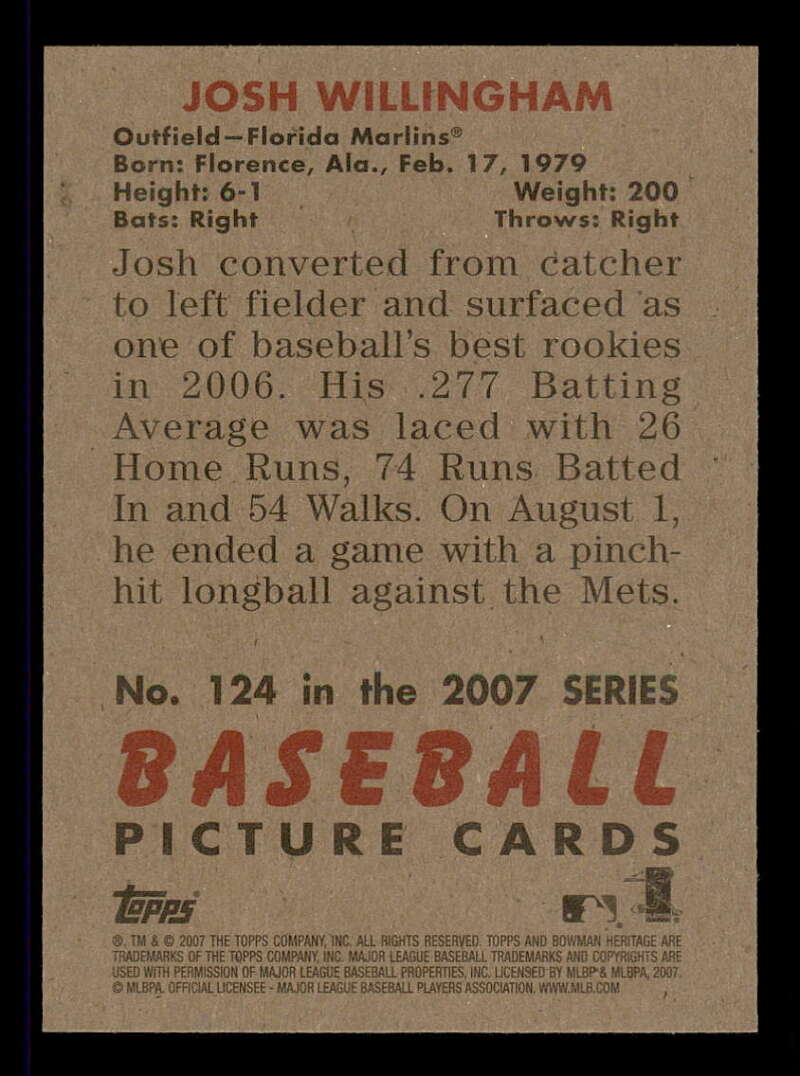 JOSH WILLINGHAM
Outfield—Florida Marlins®
Born: Florence, Ala., Feb. 17, 1979
Height: 6-1 Weight: 200
Bats: Right Throws: Right
Josh converted from catcher
to left fielder and surfaced as
one of baseball's best rookies
in 2006. His .277 Batting
Average was laced with 26
Home Runs, 74 Runs Batted
In and 54 Walks. On August 1,
he ended a game with a pinch-
hit longball against the Mets.
No. 124 in the 2007 SERIES
BASEBALL
PICTURE CARDS
Topps
®, TM & © 2007 THE TOPPS COMPANY, INC. ALL RIGHTS RESERVED. TOPPS AND BOWMAN HERITAGE ARE
TRADEMARKS OF THE TOPPS COMPANY, INC. MAJOR LEAGUE BASEBALL TRADEMARKS AND COPYRIGHTS ARE
USED WITH PERMISSION OF MAJOR LEAGUE BASEBALL PROPERTIES, INC. LICENSED BY MLBP & MLBPA, 2007.
© MLBPA. OFFICIAL LICENSEE - MAJOR LEAGUE BASEBALL PLAYERS ASSOCIATION. WWW.MLB.COM